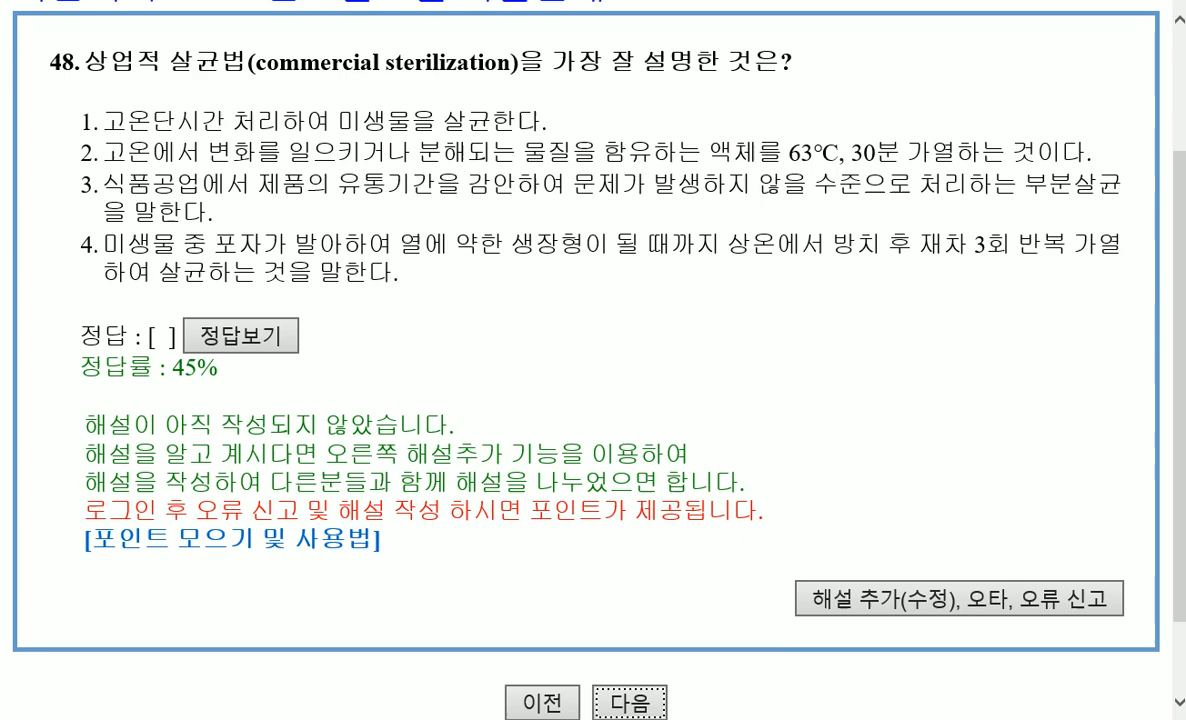 48. 상업적 살균법(commercial sterilization)을 가장 잘 설명한 것은?
1. 고온단시간 처리하여 미생물을 살균한다.
2. 고온에서 변화를 일으키거나 분해되는 물질을 함유하는 액체를 63℃, 30분 가열하는 것이다.
3. 식품공업에서 제품의 유통기간을 감안하여 문제가 발생하지 않을 수준으로 처리하는 부분살균
을 말한다.
4. 미생물 중 포자가 발아하여 열에 약한 생장형이 될 때까지 상온에서 방치 후 재차 3회 반복 가열
하여 살균하는 것을 말한다.
정답 : [ ] 정답보기
정답률 : 45%
해설이 아직 작성되지 않았습니다.
해설을 알고 계시다면 오른쪽 해설추가 기능을 이용하여
해설을 작성하여 다른분들과 함께 해설을 나누었으면 합니다.
로그인 후 오류 신고 및 해설 작성 하시면 포인트가 제공됩니다.
[포인트 모으기 및 사용법]
해설 추가(수정), 오타, 오류 신고
이전 다음